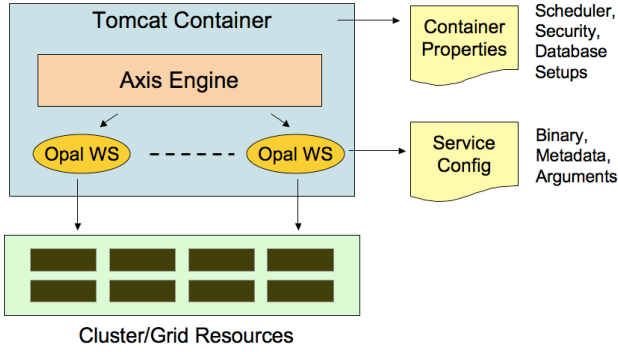 Tomcat Container
Axis Engine
Opal WS
Opal WS
Container
Properties
Scheduler,
Security,
Database
Setups
Service
Config
Binary,
Metadata,
Arguments
Cluster/Grid Resources